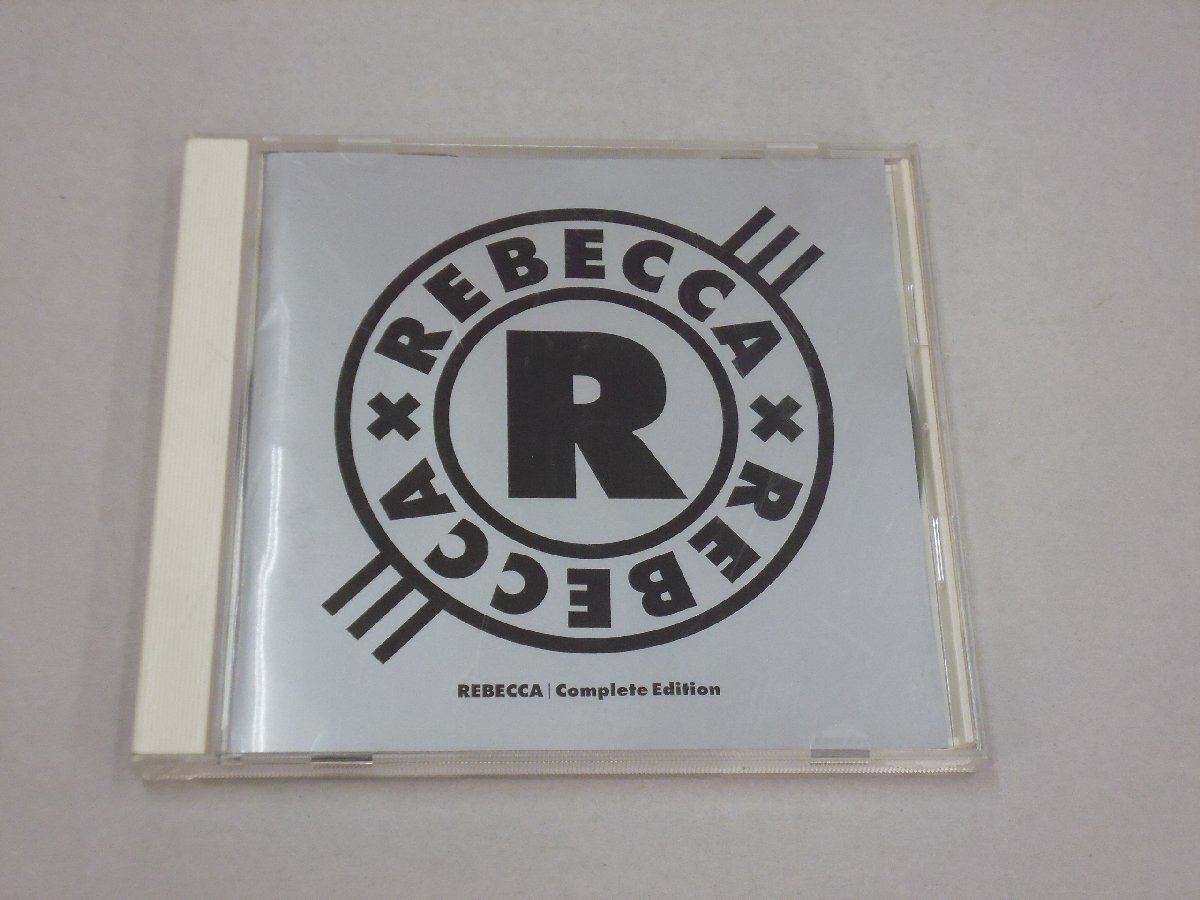 REBECCA × REBECCA ×
R
REBECCA | Complete Edition